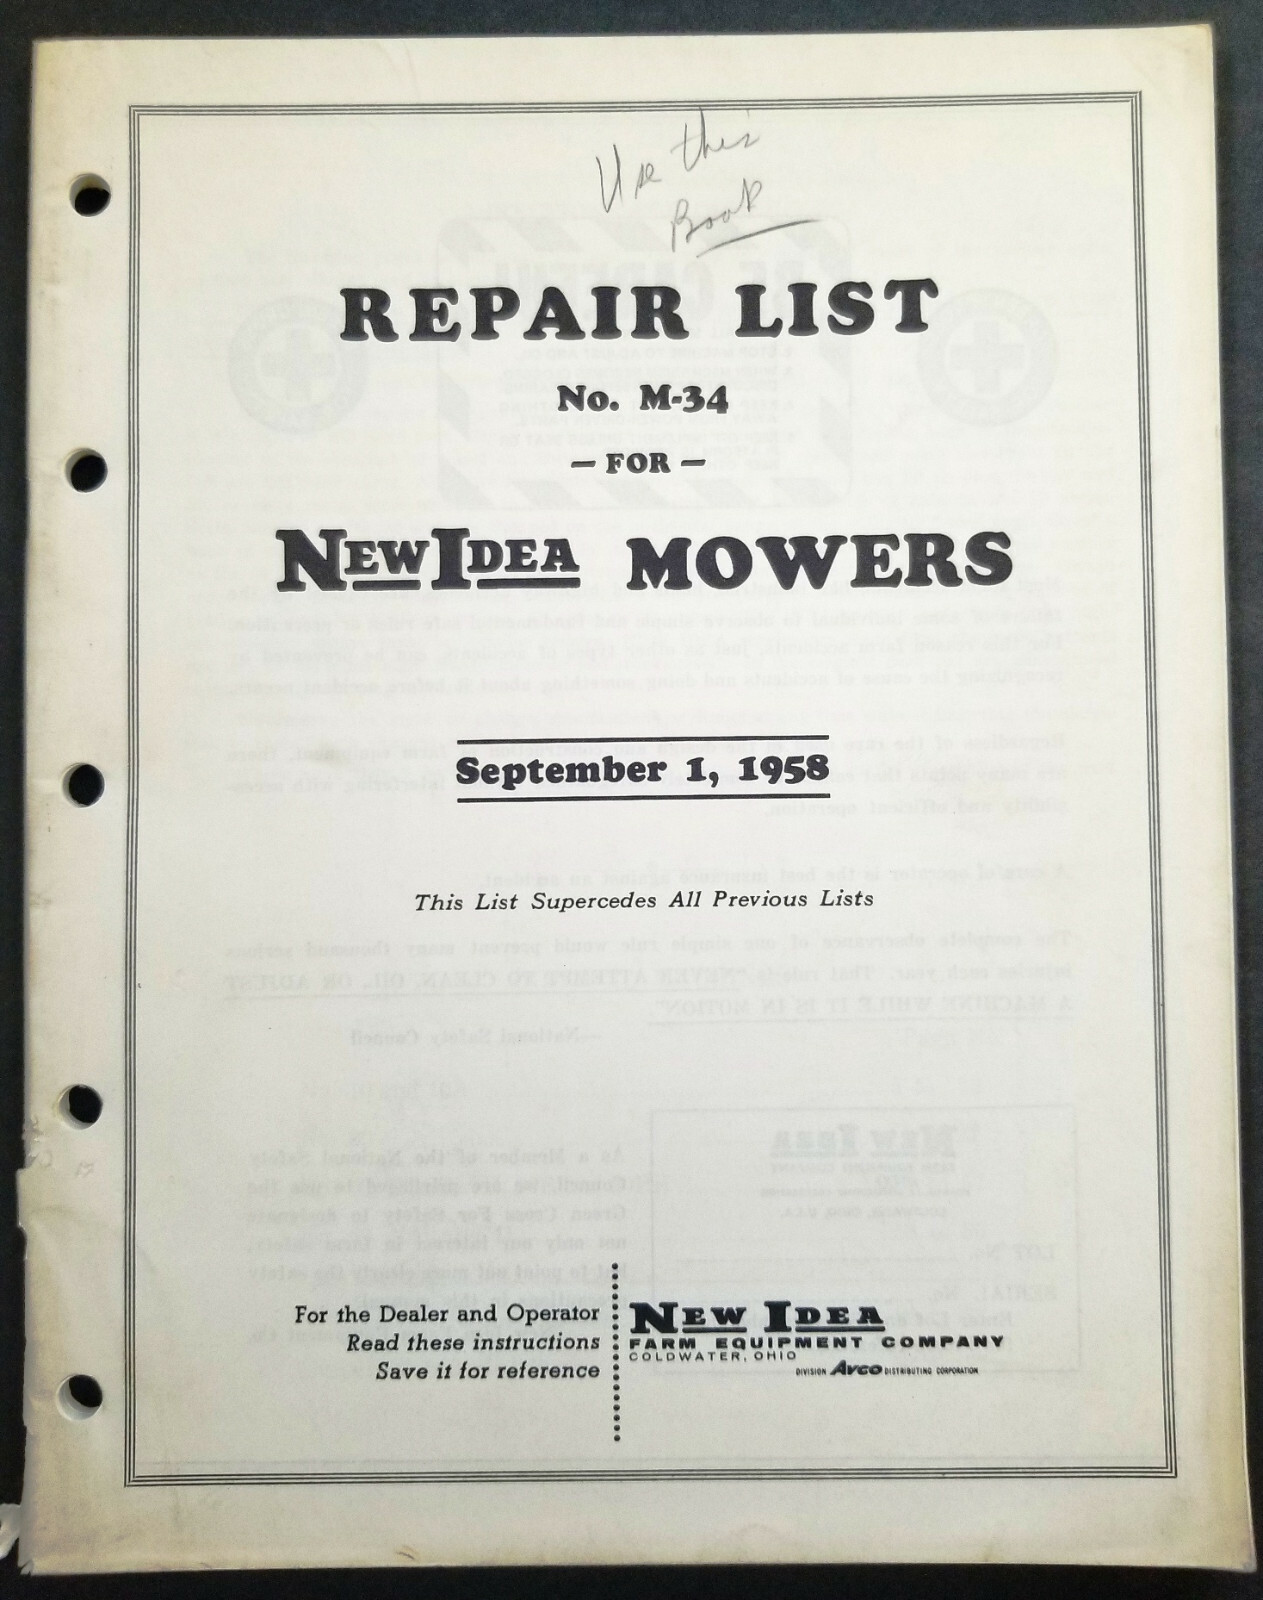 Use this
Book
REPAIR LIST
No. M-34
— FOR —
NEW IDEA MOWERS
September 1, 1958
This List Supercedes All Previous Lists
For the Dealer and Operator
Read these instructions
Save it for reference
NEW IDEA
FARM EQUIPMENT COMPANY
COLDWATER, OHIO
DIVISION Avco DISTRIBUTING CORPORATION